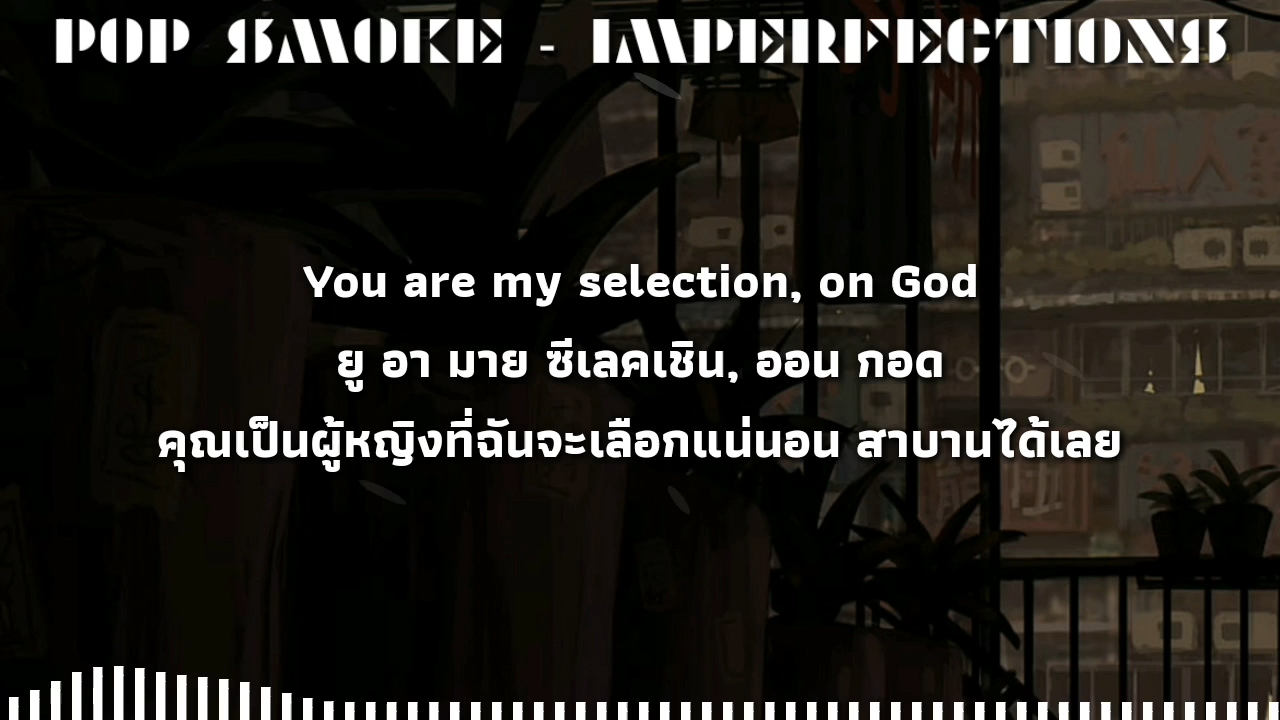 POP SMOKE - IMPERFECTIONS
You are my selection, on God
ยู อา มาย ซีเลคเชิน, ออน กอด
คุณเป็นผู้หญิงที่ฉันจะเลือกแน่นอน สาบานได้เลย